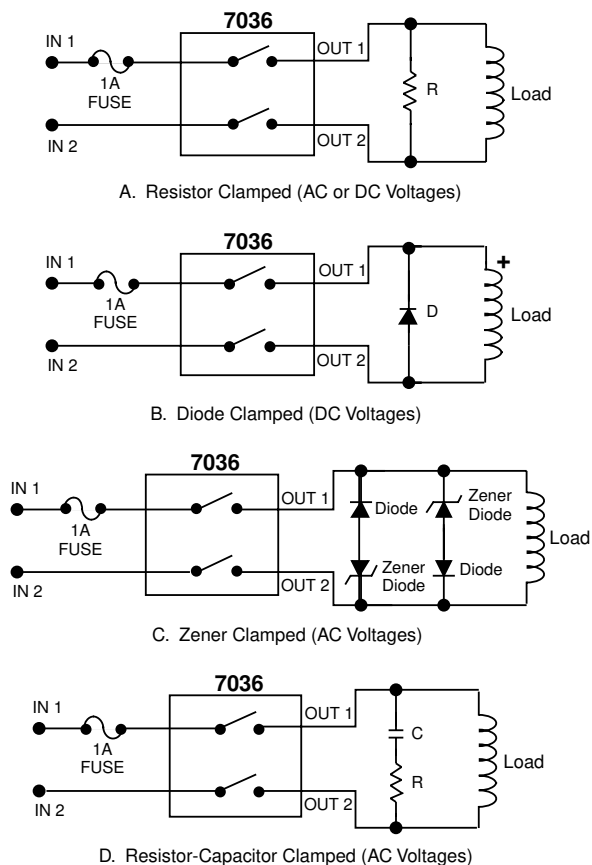 7036
IN 1
OUT 1
1A
FUSE
R
Load
IN 2
OUT 2
A. Resistor Clamped (AC or DC Voltages)
7036
IN 1
OUT 1
+
1A
FUSE
D
Load
IN 2
OUT 2
B. Diode Clamped (DC Voltages)
7036
IN 1
OUT 1
Diode
Zener
Diode
1A
FUSE
Load
Zener
Diode
Diode
IN 2
OUT 2
C. Zener Clamped (AC Voltages)
7036
IN 1
OUT 1
C
1A
FUSE
Load
R
IN 2
OUT 2
D. Resistor-Capacitor Clamped (AC Voltages)